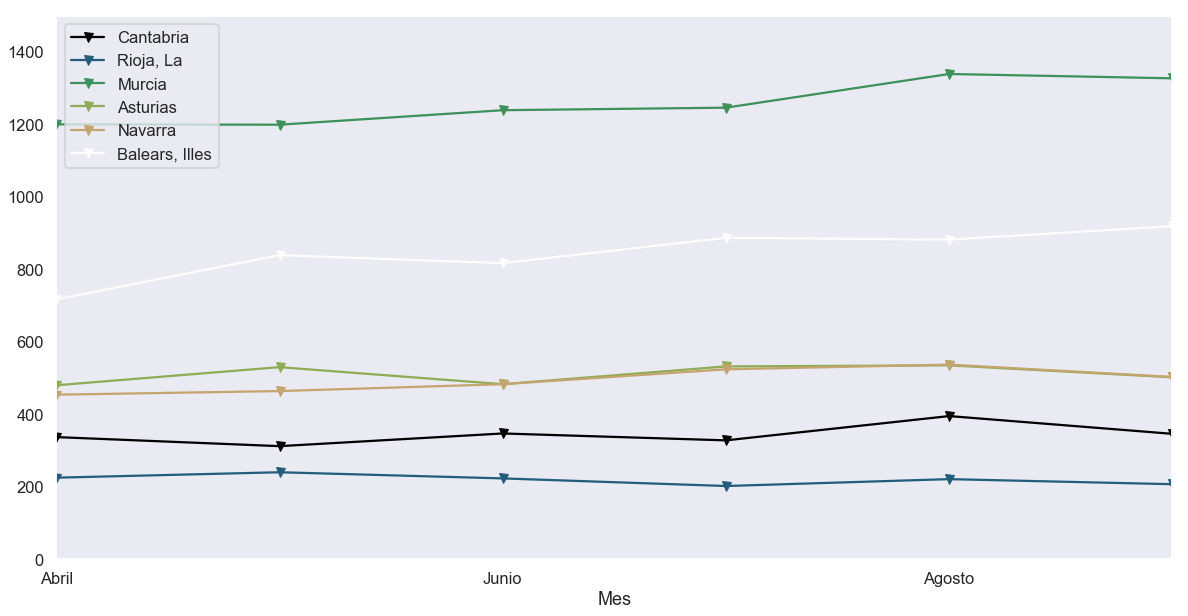 1400
1200
1000
800
600
400
200
0
Cantabria
Rioja, La
Murcia
Asturias
Navarra
Balears, Illes
Abril Junio Agosto
Mes